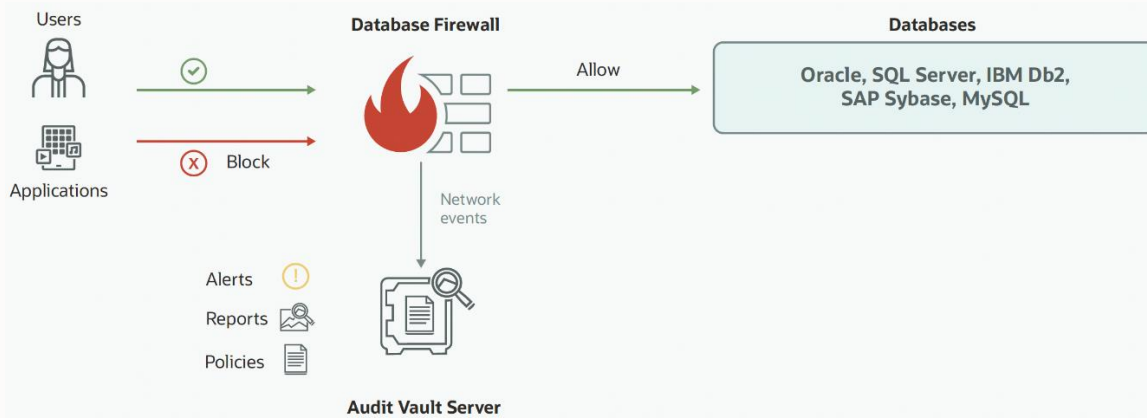 Users
Database Firewall
Databases
Allow
Oracle, SQL Server, IBM Db2,
SAP Sybase, MySQL
X
Block
Applications
Network
events
Alerts
!
Reports
Policies
Audit Vault Server